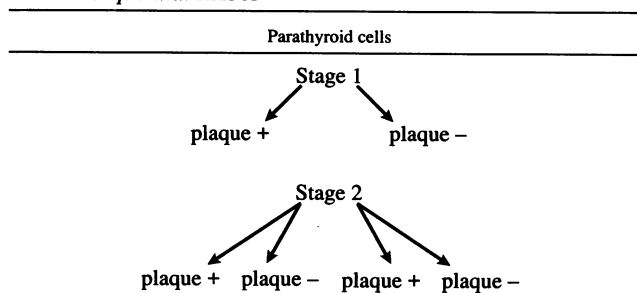 Parathyroid cells
Stage 1
plaque + plaque –
Stage 2
plaque + plaque – plaque + plaque –